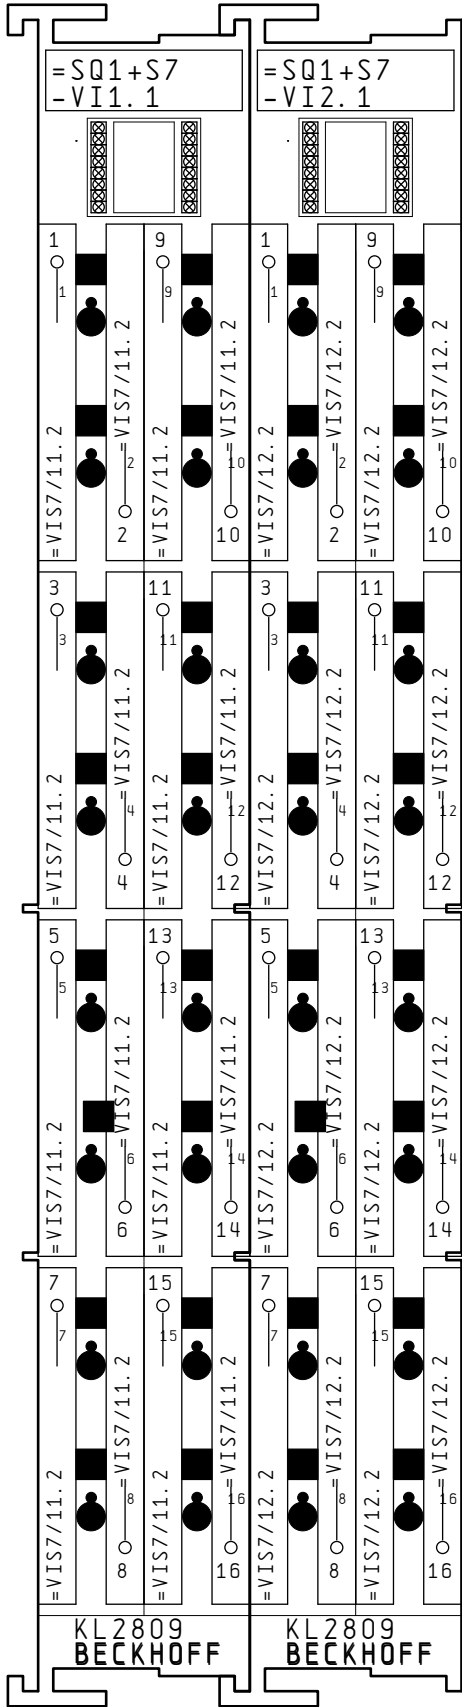 =SQ1+S7
-VI1.1
=SQ1+S7
-VI2.1
1
9
1
9
1
9
1
9
=VIS7/11.2
=VIS7/11.2
=VIS7/11.2
=VIS7/11.2
=VIS7/12.2
=VIS7/12.2
=VIS7/12.2
=VIS7/12.2
2
10
2
10
2
10
2
10
3
11
3
11
3
11
3
11
=VIS7/11.2
=VIS7/11.2
=VIS7/11.2
=VIS7/11.2
=VIS7/12.2
=VIS7/12.2
=VIS7/12.2
=VIS7/12.2
4
12
4
12
4
12
4
12
5
13
5
13
5
13
5
13
=VIS7/11.2
=VIS7/11.2
=VIS7/11.2
=VIS7/11.2
=VIS7/12.2
=VIS7/12.2
=VIS7/12.2
=VIS7/12.2
6
14
6
14
6
14
6
14
7
15
7
15
7
15
7
15
=VIS7/11.2
=VIS7/11.2
=VIS7/11.2
=VIS7/11.2
=VIS7/12.2
=VIS7/12.2
=VIS7/12.2
=VIS7/12.2
8
16
8
16
8
16
8
16
KL2809
BECKHOFF
KL2809
BECKHOFF